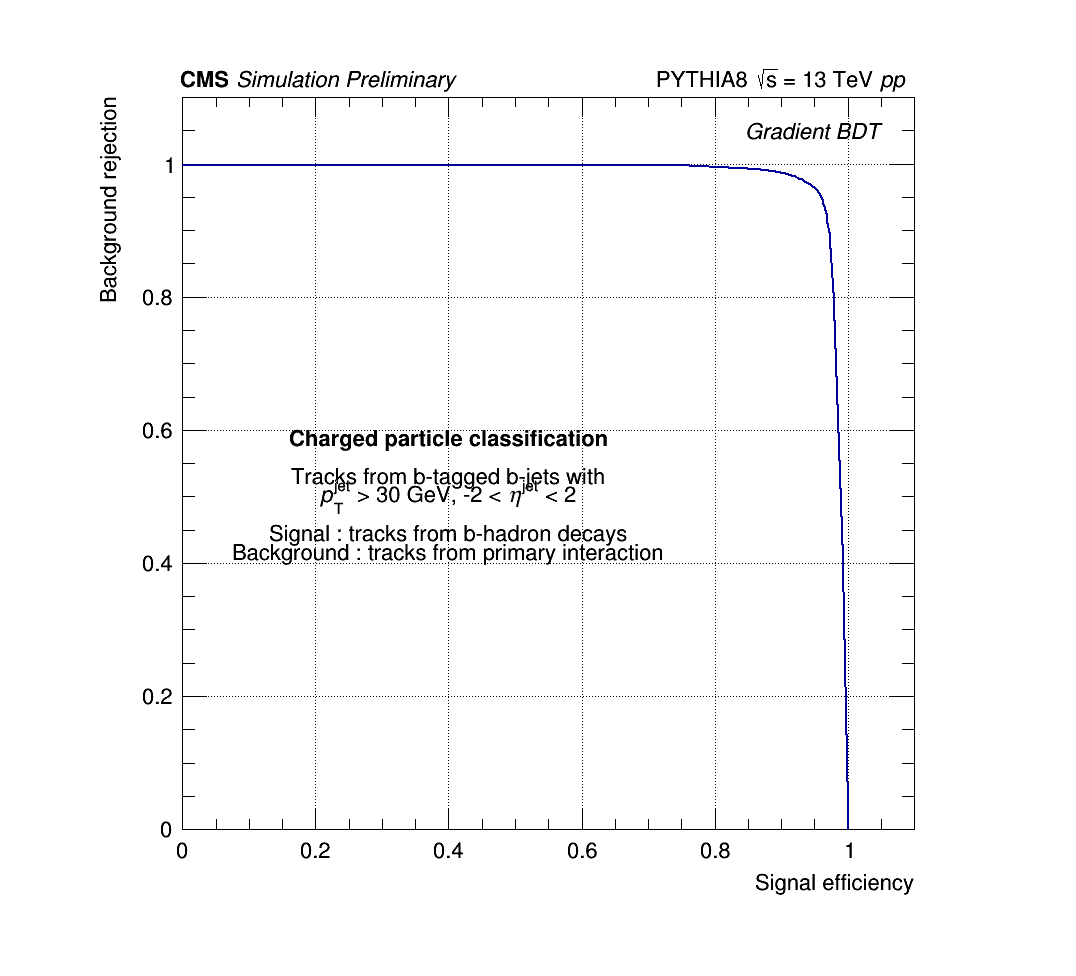 CMS Simulation Preliminary PYTHIA8 √s = 13 TeV pp
Background rejection
Gradient BDT
1
0.8
0.6
Charged particle classification
Tracks from b-tagged b-jets with
p_T^jet > 30 GeV, -2 < η^jet < 2
Signal : tracks from b-hadron decays
Background : tracks from primary interaction
0.4
0.2
0
0 0.2 0.4 0.6 0.8 1
Signal efficiency